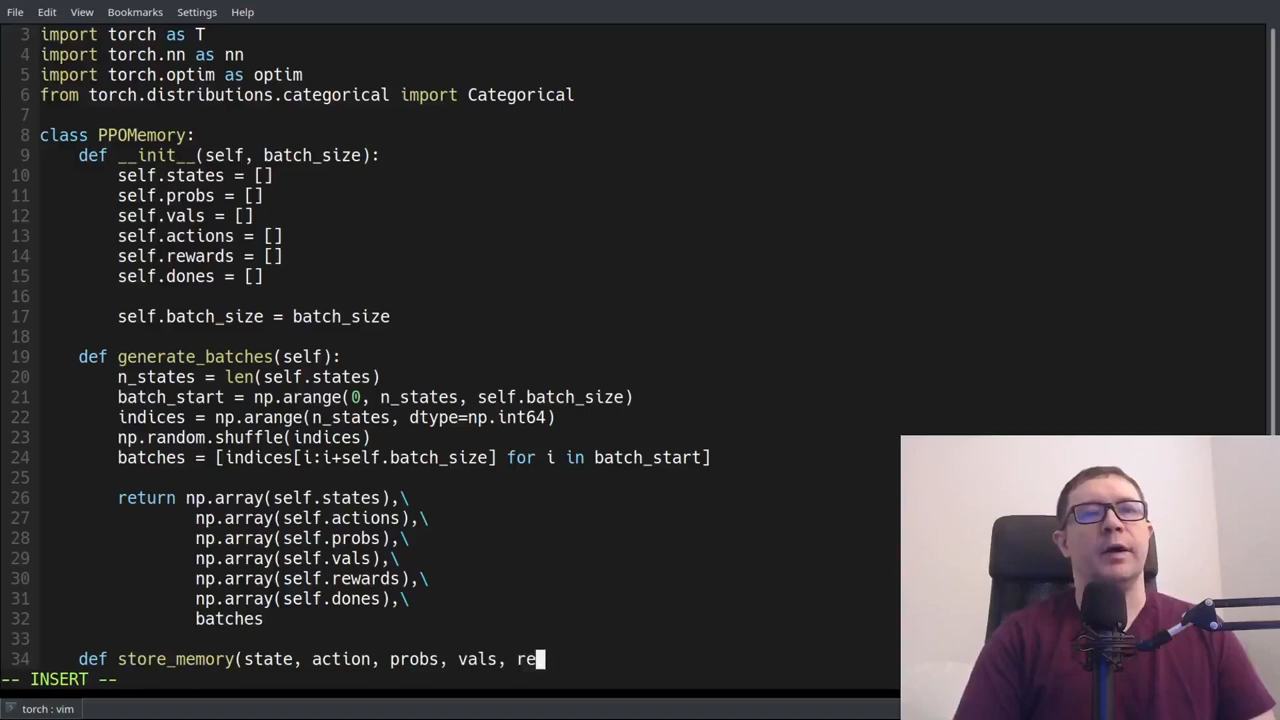 File Edit View Bookmarks Settings Help
3 import torch as T
4 import torch.nn as nn
5 import torch.optim as optim
6 from torch.distributions.categorical import Categorical
7
8 class PPOMemory:
9     def __init__(self, batch_size):
10         self.states = []
11         self.probs = []
12         self.vals = []
13         self.actions = []
14         self.rewards = []
15         self.dones = []
16
17         self.batch_size = batch_size
18
19     def generate_batches(self):
20         n_states = len(self.states)
21         batch_start = np.arange(0, n_states, self.batch_size)
22         indices = np.arange(n_states, dtype=np.int64)
23         np.random.shuffle(indices)
24         batches = [indices[i:i+self.batch_size] for i in batch_start]
25
26         return np.array(self.states),\
27                 np.array(self.actions),\
28                 np.array(self.probs),\
29                 np.array(self.vals),\
30                 np.array(self.rewards),\
31                 np.array(self.dones),\
32                 batches
33
34     def store_memory(state, action, probs, vals, re
-- INSERT --
torch : vim